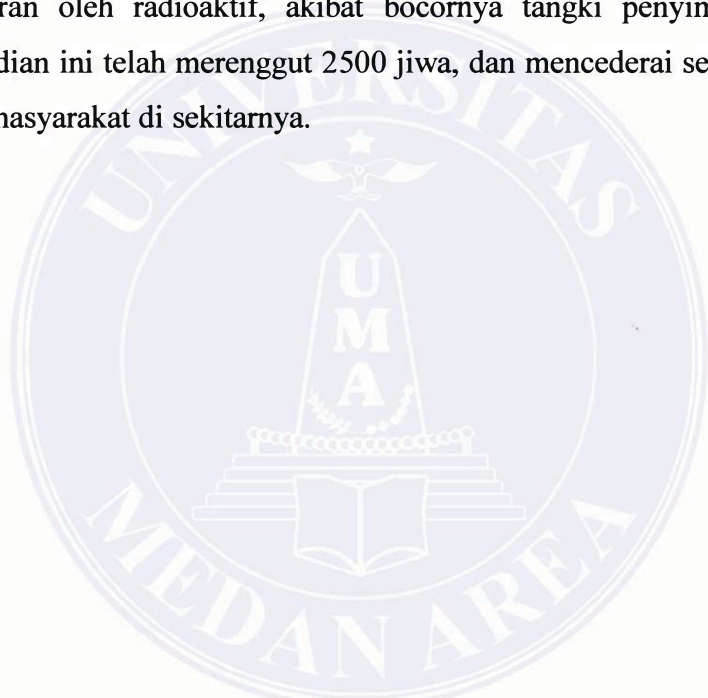 ran oleh radioaktif, akibat bocornya tangki penyim
dian ini telah merenggut 2500 jiwa, dan mencederai se
masyarakat di sekitarnya.
UNIVERSITAS
UMA
MEDAN AREA